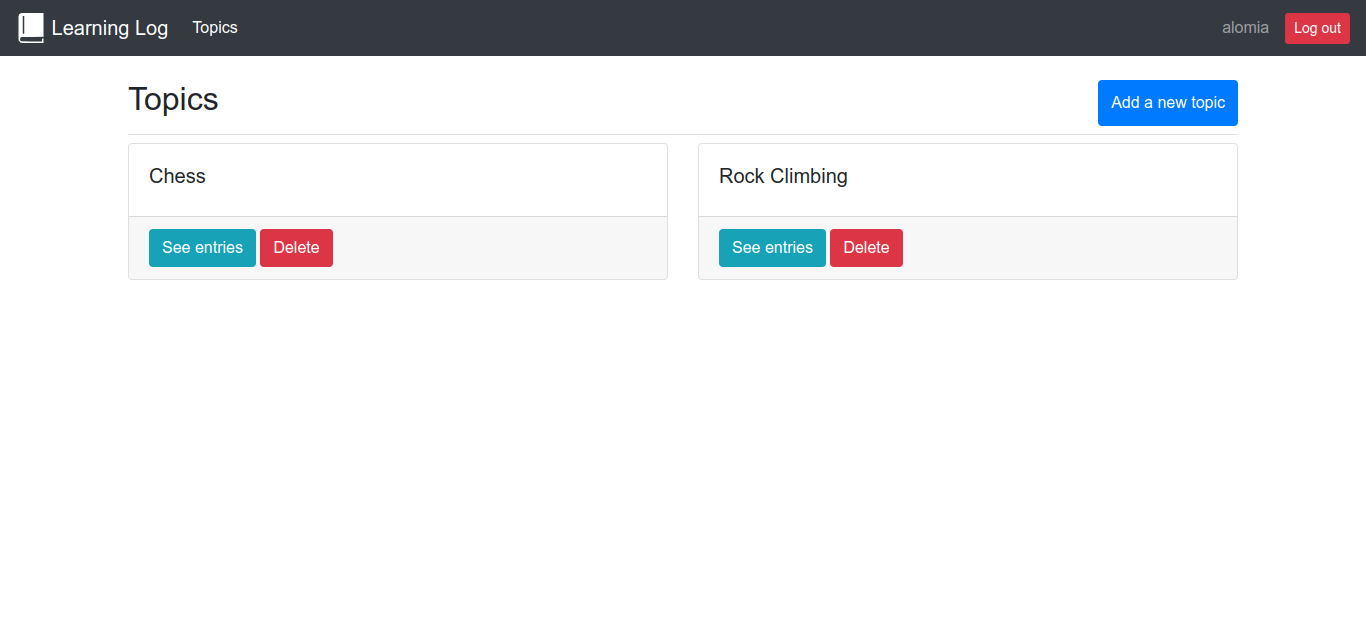 Learning Log Topics alomia Log out
Topics Add a new topic
Chess Rock Climbing
See entries Delete See entries Delete